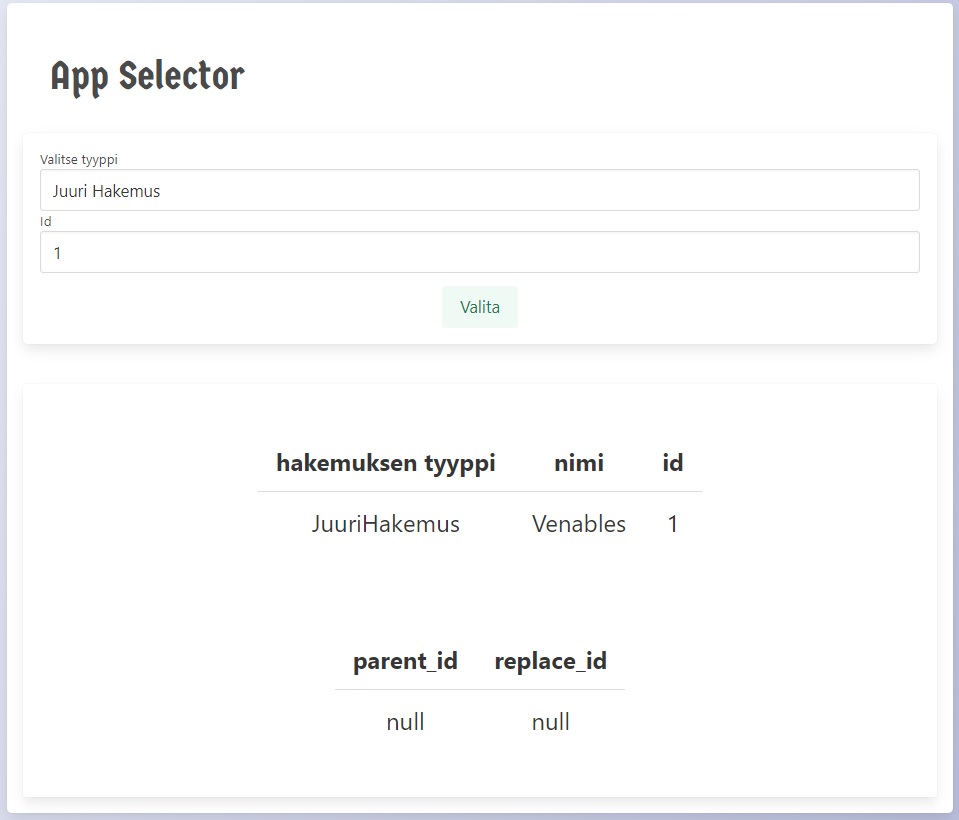 App Selector
Valitse tyyppi
Juuri Hakemus
Id
1
Valita
hakemuksen tyyppi nimi id
JuuriHakemus Venables 1
parent_id replace_id
null null